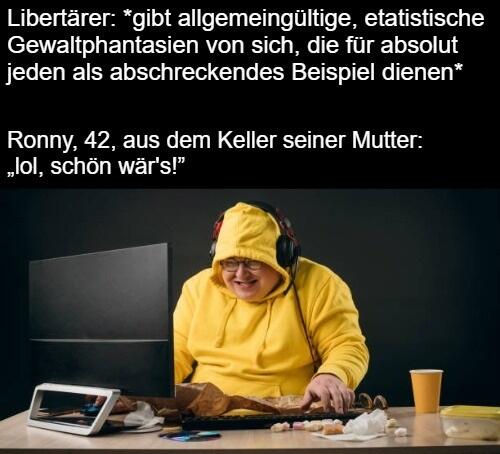 Libertärer: *gibt allgemeingültige, etatistische
Gewaltphantasien von sich, die für absolut
jeden als abschreckendes Beispiel dienen*
Ronny, 42, aus dem Keller seiner Mutter:
„lol, schön wär's!”